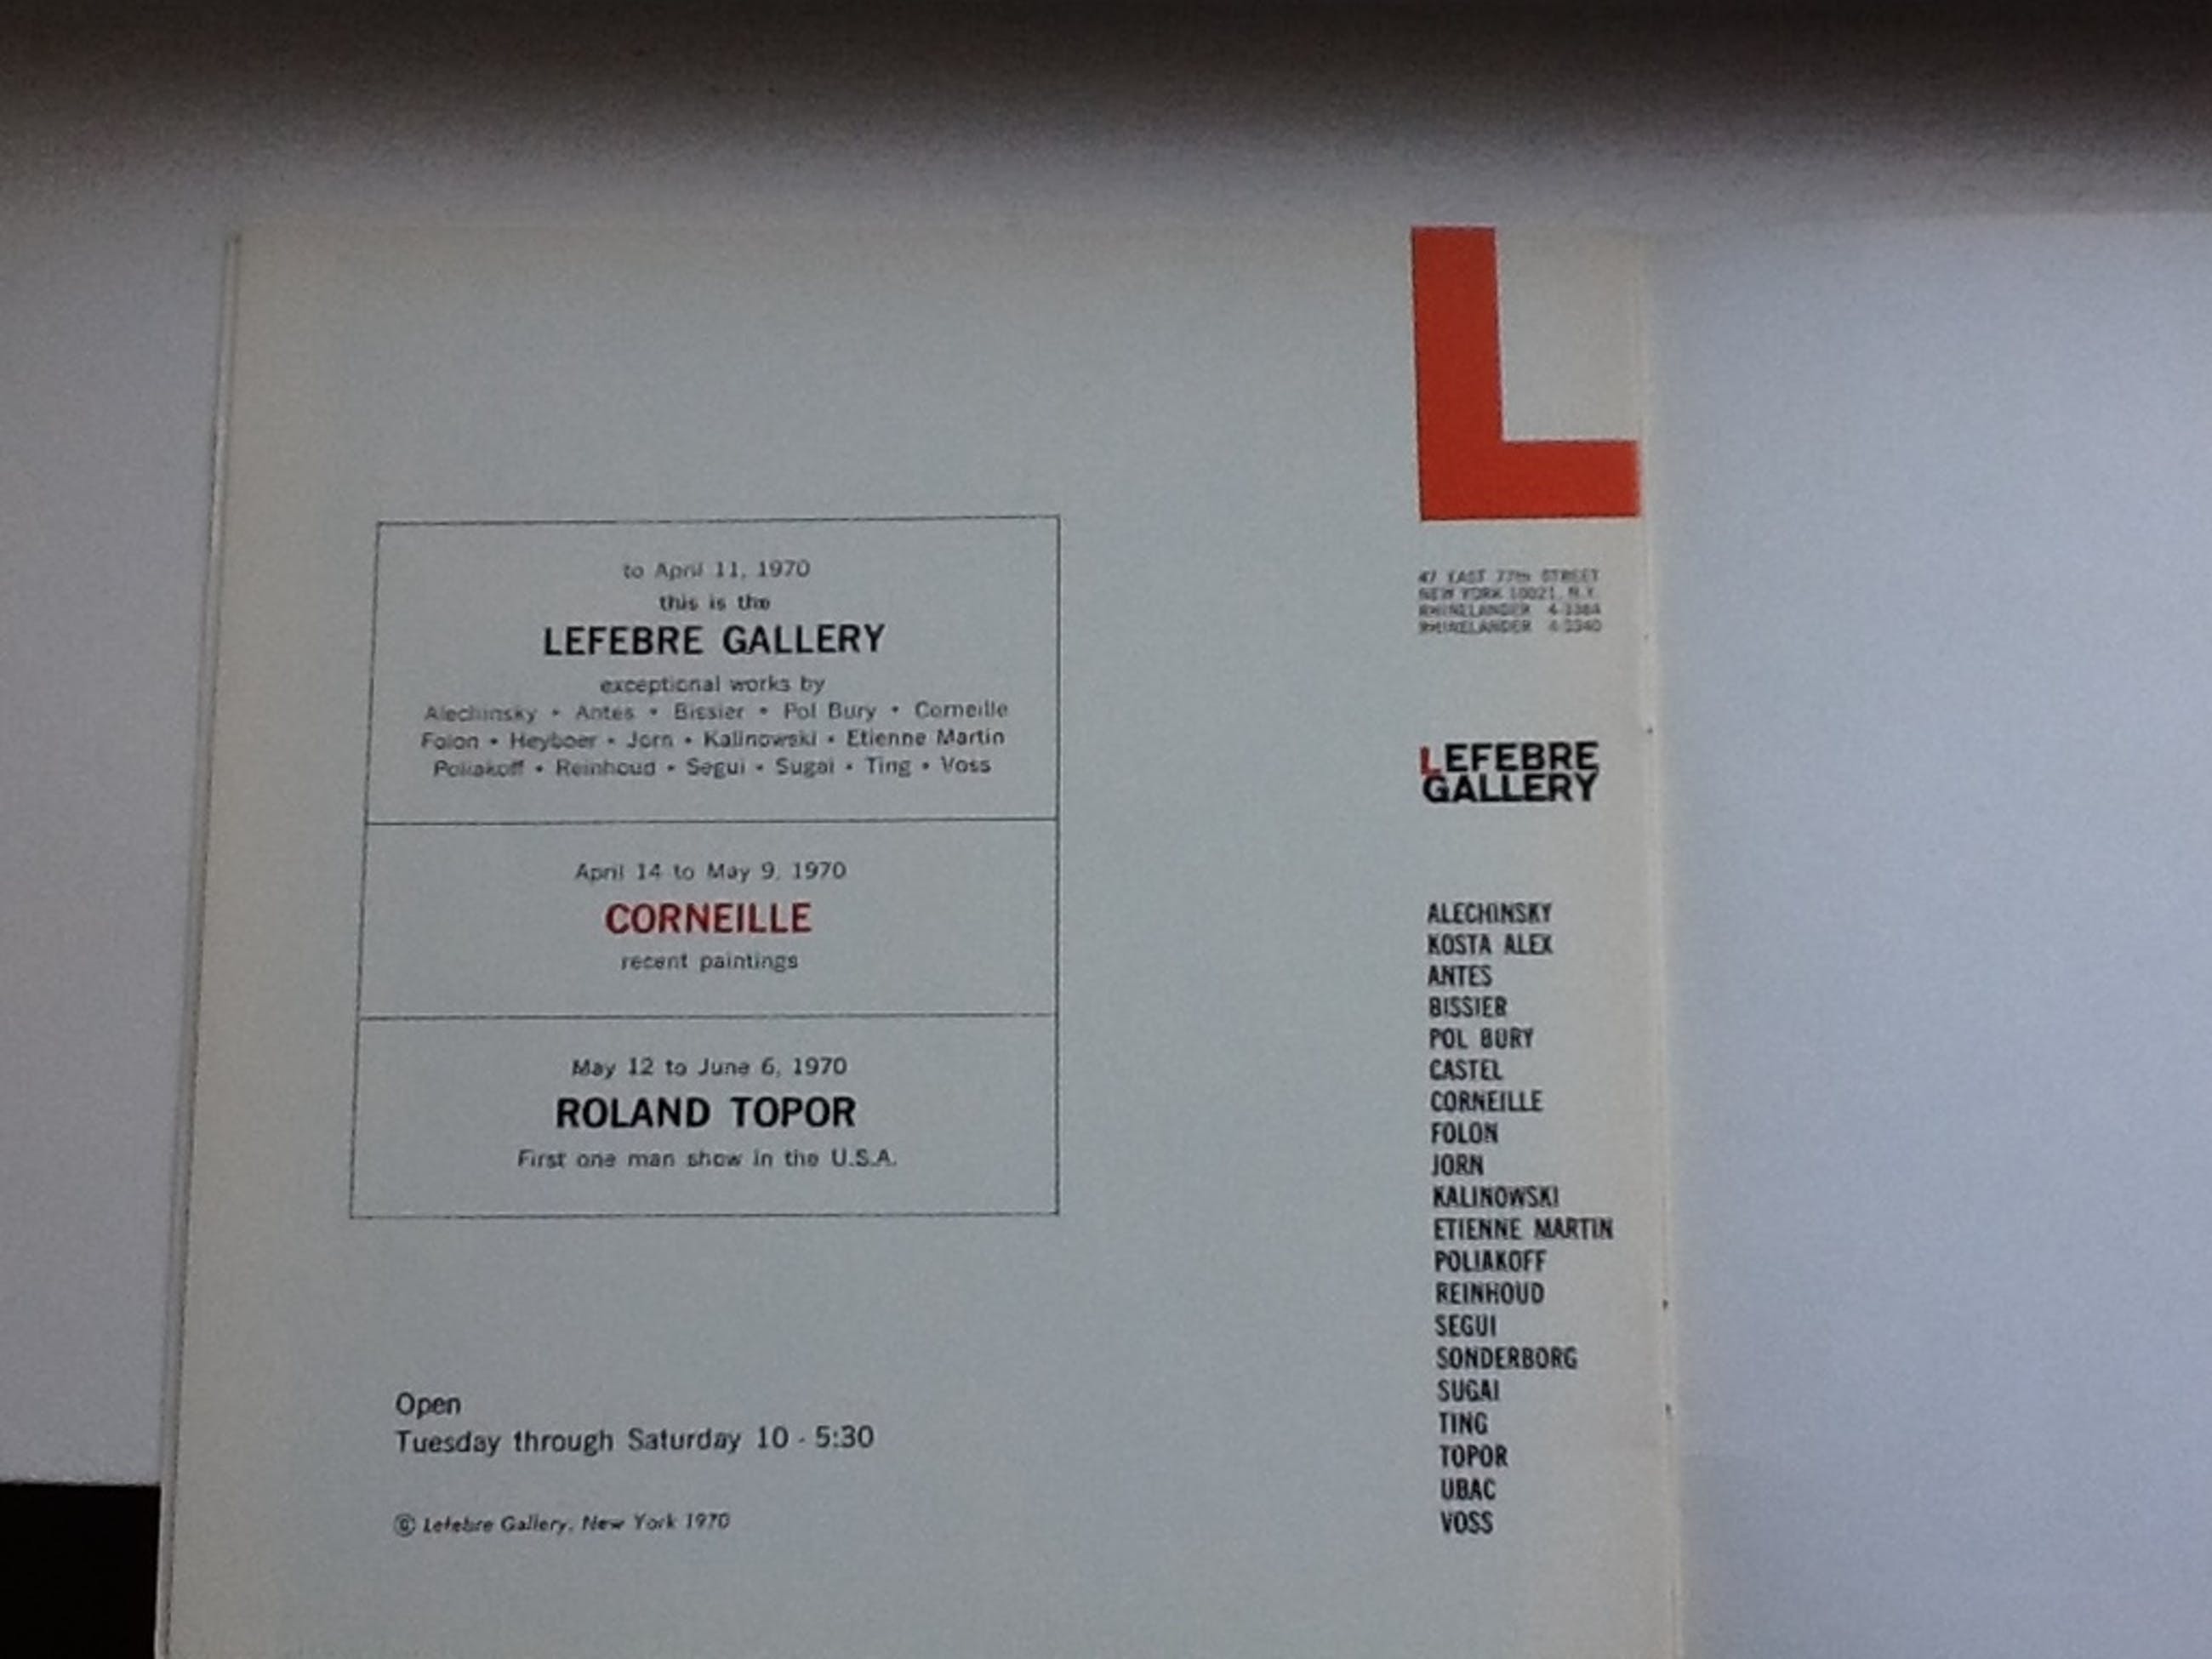 to April 11, 1970
this is the
LEFEBRE GALLERY
exceptional works by
Alechinsky • Antes • Bissier • Pol Bury • Corneille
Folon • Heyboer • Jorn • Kalinowski • Etienne Martin
Poliakoff • Reinhoud • Segui • Sugai • Ting • Voss
April 14 to May 9, 1970
CORNEILLE
recent paintings
May 12 to June 6, 1970
ROLAND TOPOR
First one man show in the U.S.A.
Open
Tuesday through Saturday 10 - 5:30
© Lefebre Gallery, New York 1970
L
47 EAST 77th STREET
NEW YORK 10021, N.Y.
RHINELANDER
RHINELANDER 4-3340
LEFEBRE
GALLERY
ALECHINSKY
KOSTA ALEX
ANTES
BISSIER
POL BURY
CASTEL
CORNEILLE
FOLON
JORN
KALINOWSKI
ETIENNE MARTIN
POLIAKOFF
REINHOUD
SEGUI
SONDERBORG
SUGAI
TING
TOPOR
UBAC
VOSS